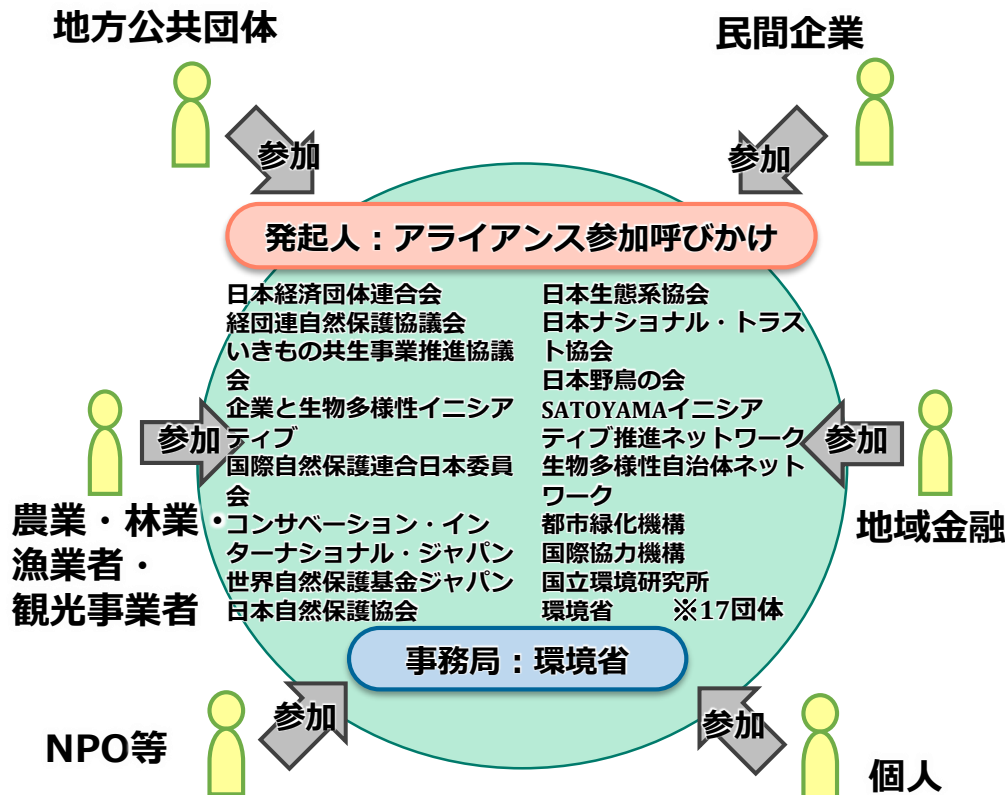 地方公共団体
民間企業
参加
参加
発起人：アライアンス参加呼びかけ
日本経済団体連合会
経団連自然保護協議会
いきもの共生事業推進協議
会
企業と生物多様性イニシア
ティブ
国際自然保護連合日本委員
会
コンサベーション・イン
ターナショナル・ジャパン
世界自然保護基金ジャパン
日本自然保護協会
日本生態系協会
日本ナショナル・トラス
ト協会
日本野鳥の会
SATOYAMAイニシア
ティブ推進ネットワーク
生物多様性自治体ネット
ワーク
都市緑化機構
国際協力機構
国立環境研究所
環境省 ※17団体
参加
農業・林業・
漁業者・
観光事業者
参加
地域金融
事務局：環境省
参加
NPO等
参加
個人